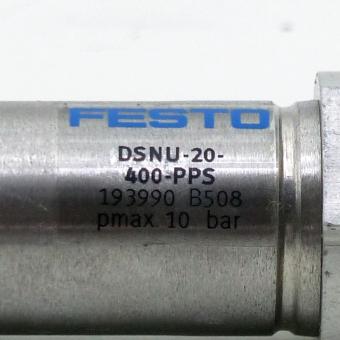 FESTO
DSNU-20-
400-PPS
193990 B508
pmax. 10 bar